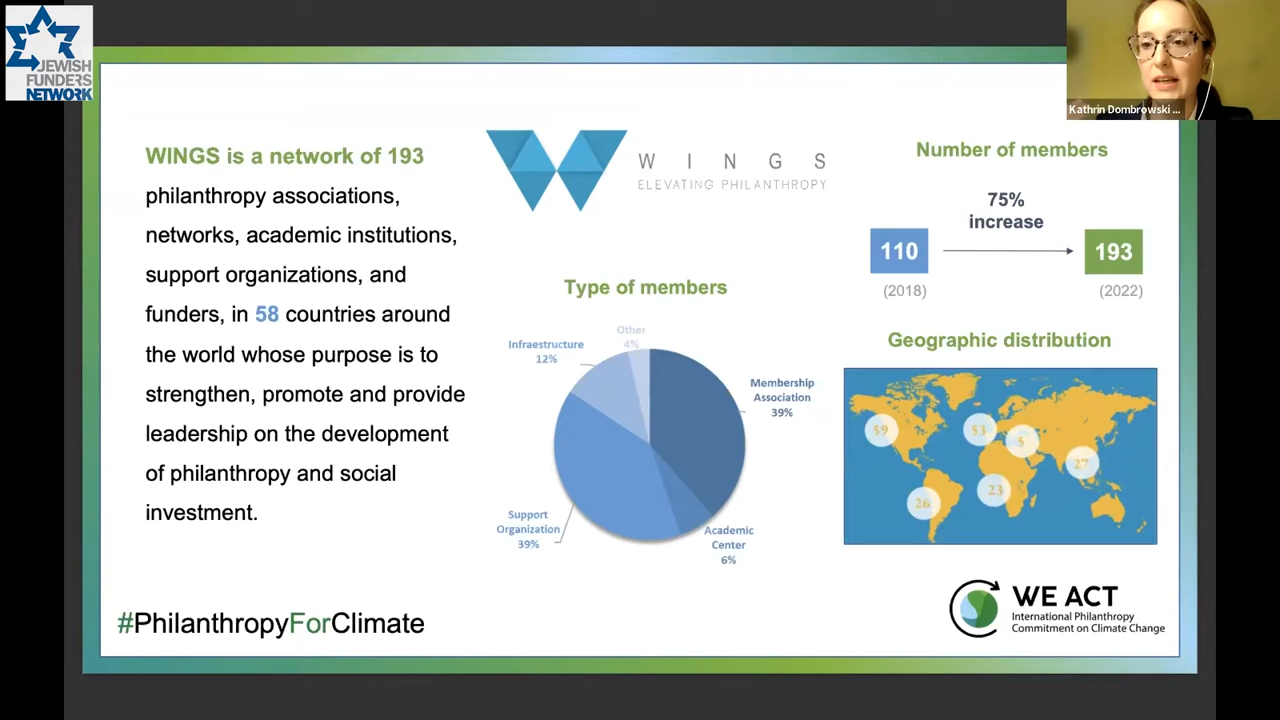 JEWISH
FUNDERS
NETWORK
Kathrin Dombrowski ...
WINGS is a network of 193
philanthropy associations,
networks, academic institutions,
support organizations, and
funders, in 58 countries around
the world whose purpose is to
strengthen, promote and provide
leadership on the development
of philanthropy and social
investment.
WINGS
ELEVATING PHILANTHROPY
Type of members
Other
4%
Infraestructure
12%
Membership
Association
39%
Support
Organization
39%
Academic
Center
6%
Number of members
75%
increase
110
193
(2018)
(2022)
Geographic distribution
59
53
5
27
23
26
#PhilanthropyForClimate
WE ACT
International Philanthropy
Commitment on Climate Change